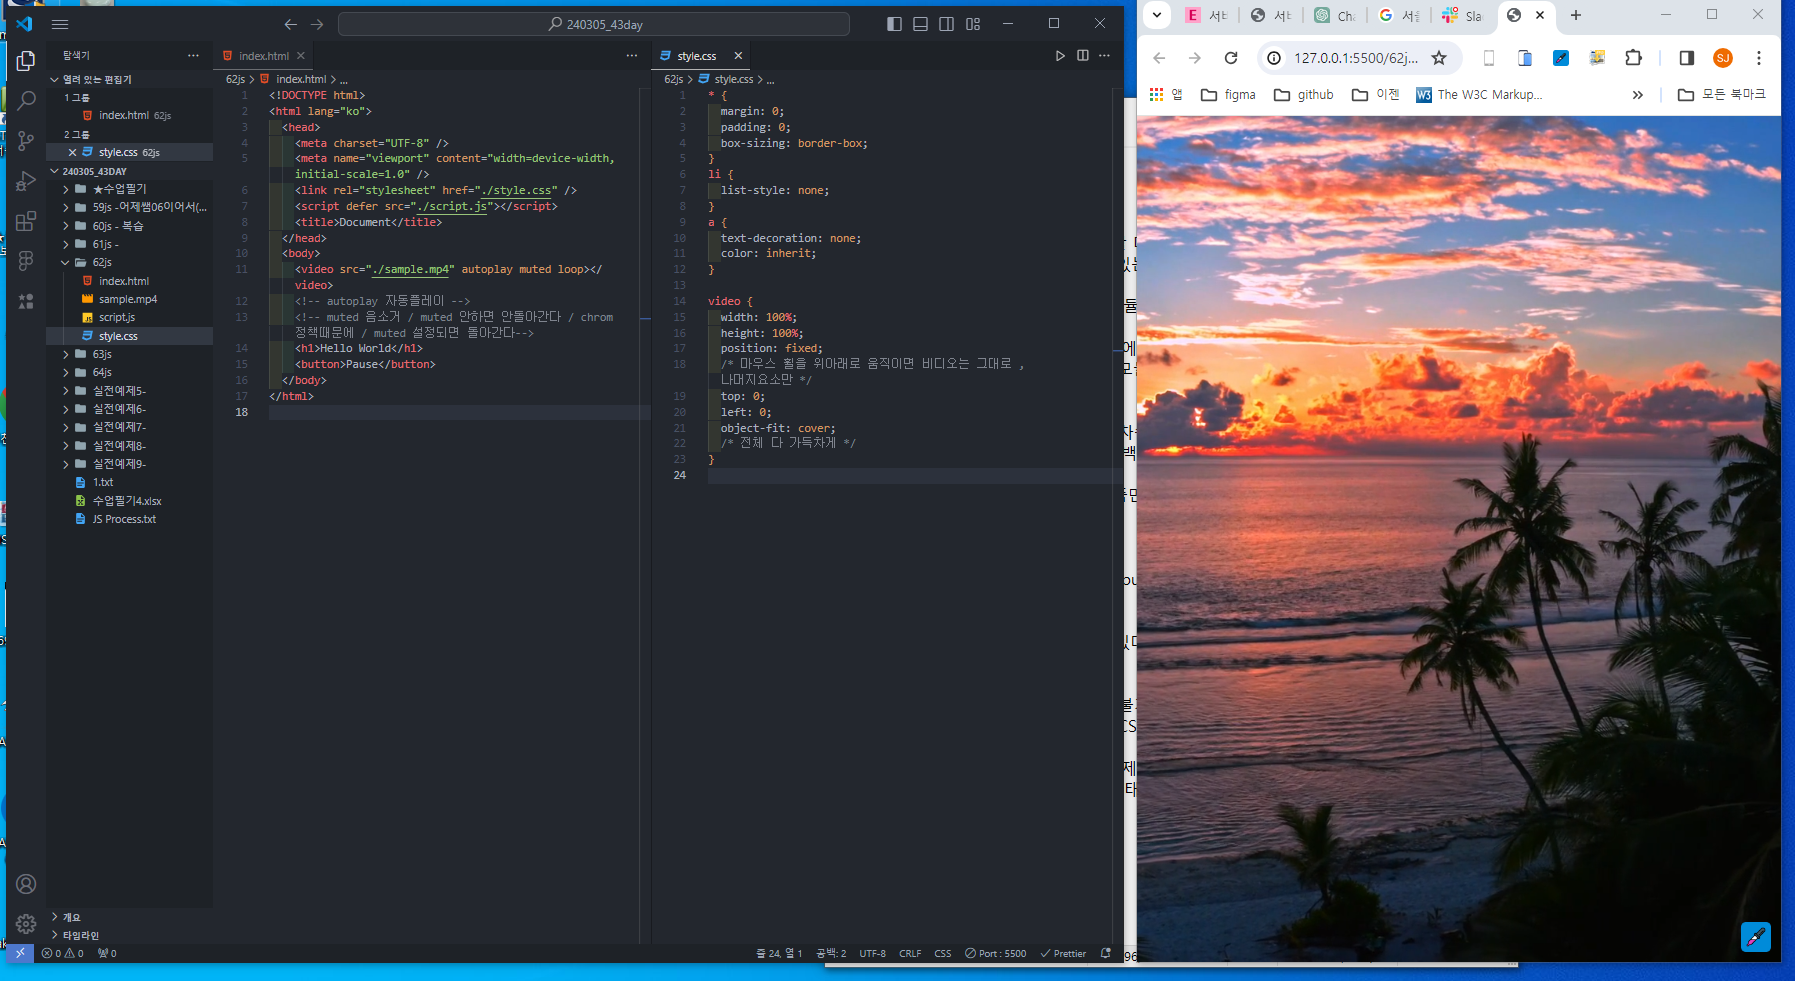 240305_43day
탐색기
열려 있는 편집기
1 그룹
index.html 62js
2 그룹
style.css 62js
240305_43DAY
★수업필기
59js -어제쌤06이어서(...
60js - 복습
61js -
62js
index.html
sample.mp4
script.js
style.css
63js
64js
실전예제5-
실전예제6-
실전예제7-
실전예제8-
실전예제9-
1.txt
수업필기4.xlsx
JS Process.txt
개요
타임라인
index.html
62js > index.html > ...
1 <!DOCTYPE html>
2 <html lang="ko">
3 <head>
4 <meta charset="UTF-8" />
5 <meta name="viewport" content="width=device-width,
initial-scale=1.0" />
6 <link rel="stylesheet" href="./style.css" />
7 <script defer src="./script.js"></script>
8 <title>Document</title>
9 </head>
10 <body>
11 <video src="./sample.mp4" autoplay muted loop></
video>
12 <!-- autoplay 자동플레이 -->
13 <!-- muted 음소거 / muted 안하면 안돌아간다 / chrom
정책때문에 / muted 설정되면 돌아간다-->
14 <h1>Hello World</h1>
15 <button>Pause</button>
16 </body>
17 </html>
18
style.css
62js > style.css > ...
1 * {
2 margin: 0;
3 padding: 0;
4 box-sizing: border-box;
5 }
6 li {
7 list-style: none;
8 }
9 a {
10 text-decoration: none;
11 color: inherit;
12 }
13
14 video {
15 width: 100%;
16 height: 100%;
17 position: fixed;
18 /* 마우스 휠을 위아래로 움직이면 비디오는 그대로 ,
나머지요소만 */
19 top: 0;
20 left: 0;
21 object-fit: cover;
22 /* 전체 다 가득차게 */
23 }
24
0 0 0
줄 24, 열 1 공백: 2 UTF-8 CRLF CSS Port : 5500 Prettier
E 서비 서비 Cha 서울 Sla
127.0.0.1:5500/62j...
SJ
앱 figma github 이젠 W3 The W3C Markup... » 모든 북마크